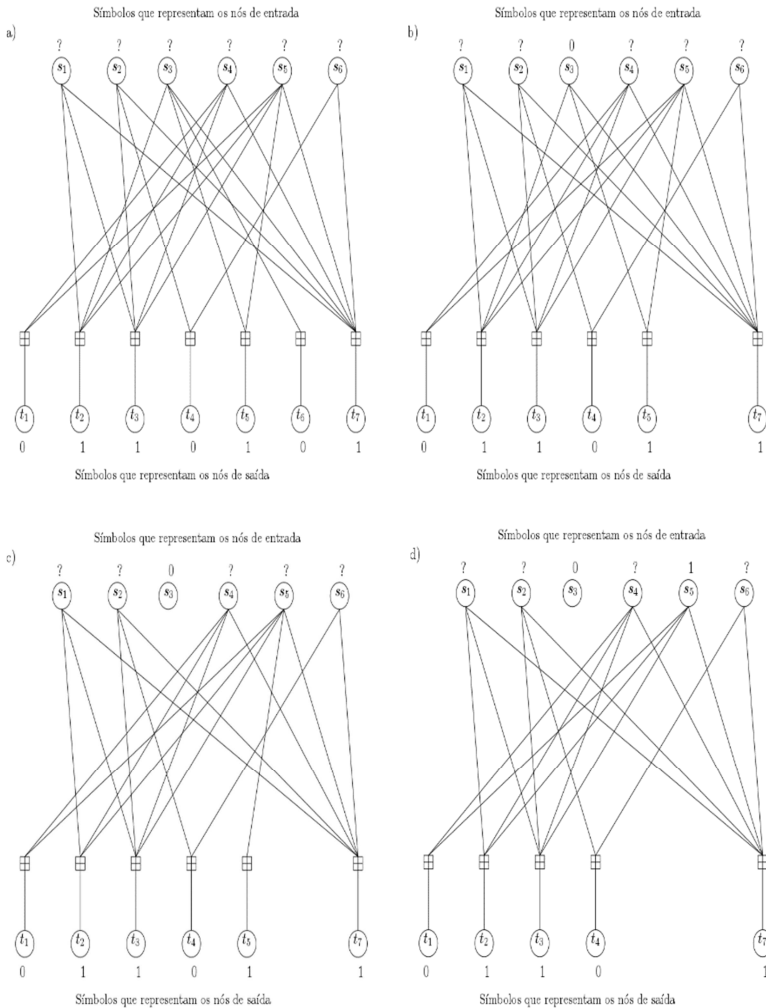 Símbolos que representam os nós de entrada
a)
? ? ? ? ? ?
s1 s2 s3 s4 s5 s6
t1 t2 t3 t4 t5 t6 t7
0 1 1 0 1 0 1
Símbolos que representam os nós de saída
Símbolos que representam os nós de entrada
b)
? ? 0 ? ? ?
s1 s2 s3 s4 s5 s6
t1 t2 t3 t4 t5 t7
0 1 1 0 1 1
Símbolos que representam os nós de saída
Símbolos que representam os nós de entrada
c)
? ? 0 ? ? ?
s1 s2 s3 s4 s5 s6
t1 t2 t3 t4 t5 t7
0 1 1 0 1 1
Símbolos que representam os nós de saída
Símbolos que representam os nós de entrada
d)
? ? 0 ? 1 ?
s1 s2 s3 s4 s5 s6
t1 t2 t3 t4 t7
0 1 1 0 1
Símbolos que representam os nós de saída